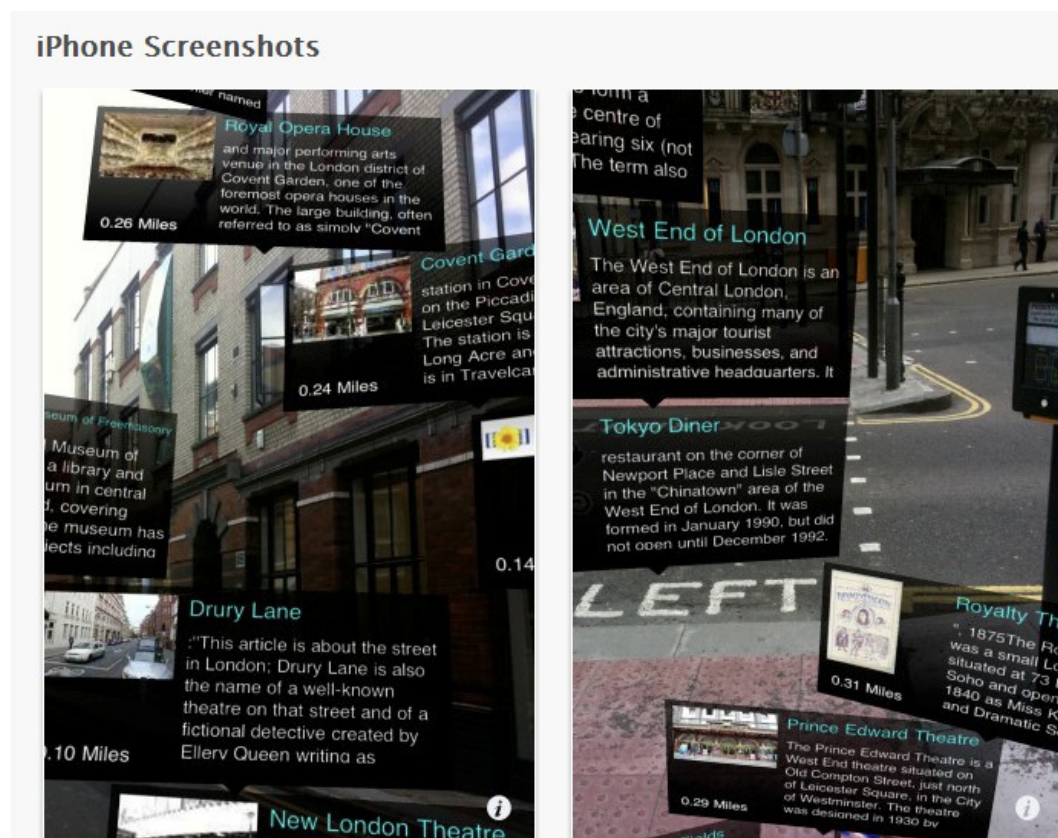 iPhone Screenshots
named
Royal Opera House
and major performing arts
venue in the London district of
Covent Garden, one of the
foremost opera houses in the
world. The large building, often
referred to as simply "Covent
0.26 Miles
Covent Gard
station in Cove
on the Piccadi
Leicester Squ
The station is
Long Acre an
is in Travelca
0.24 Miles
seum of Freemasonry
Museum of
a library and
um in central
d, covering
e museum has
jects including
0.14
Drury Lane
:"This article is about the street
in London; Drury Lane is also
the name of a well-known
theatre on that street and of a
fictional detective created by
Ellery Queen writing as
.10 Miles
New London Theatre
form a
centre of
earing six (not
The term also
West End of London
The West End of London is an
area of Central London,
England, containing many of
the city's major tourist
attractions, businesses, and
administrative headquarters. It
Tokyo Diner
LOOK
restaurant on the corner of
Newport Place and Lisle Street
in the "Chinatown" area of the
West End of London. It was
formed in January 1990, but did
not open until December 1992.
LEFT
Royalty Th
", 1875The Ro
was a small Lo
situated at 73
Soho and open
1840 as Miss K
and Dramatic S
0.31 Miles
Prince Edward Theatre
The Prince Edward Theatre is a
West End theatre situated on
Old Compton Street, just north
of Leicester Square, in the City
of Westminster. The theatre
was designed in 1930 by
0.29 Miles